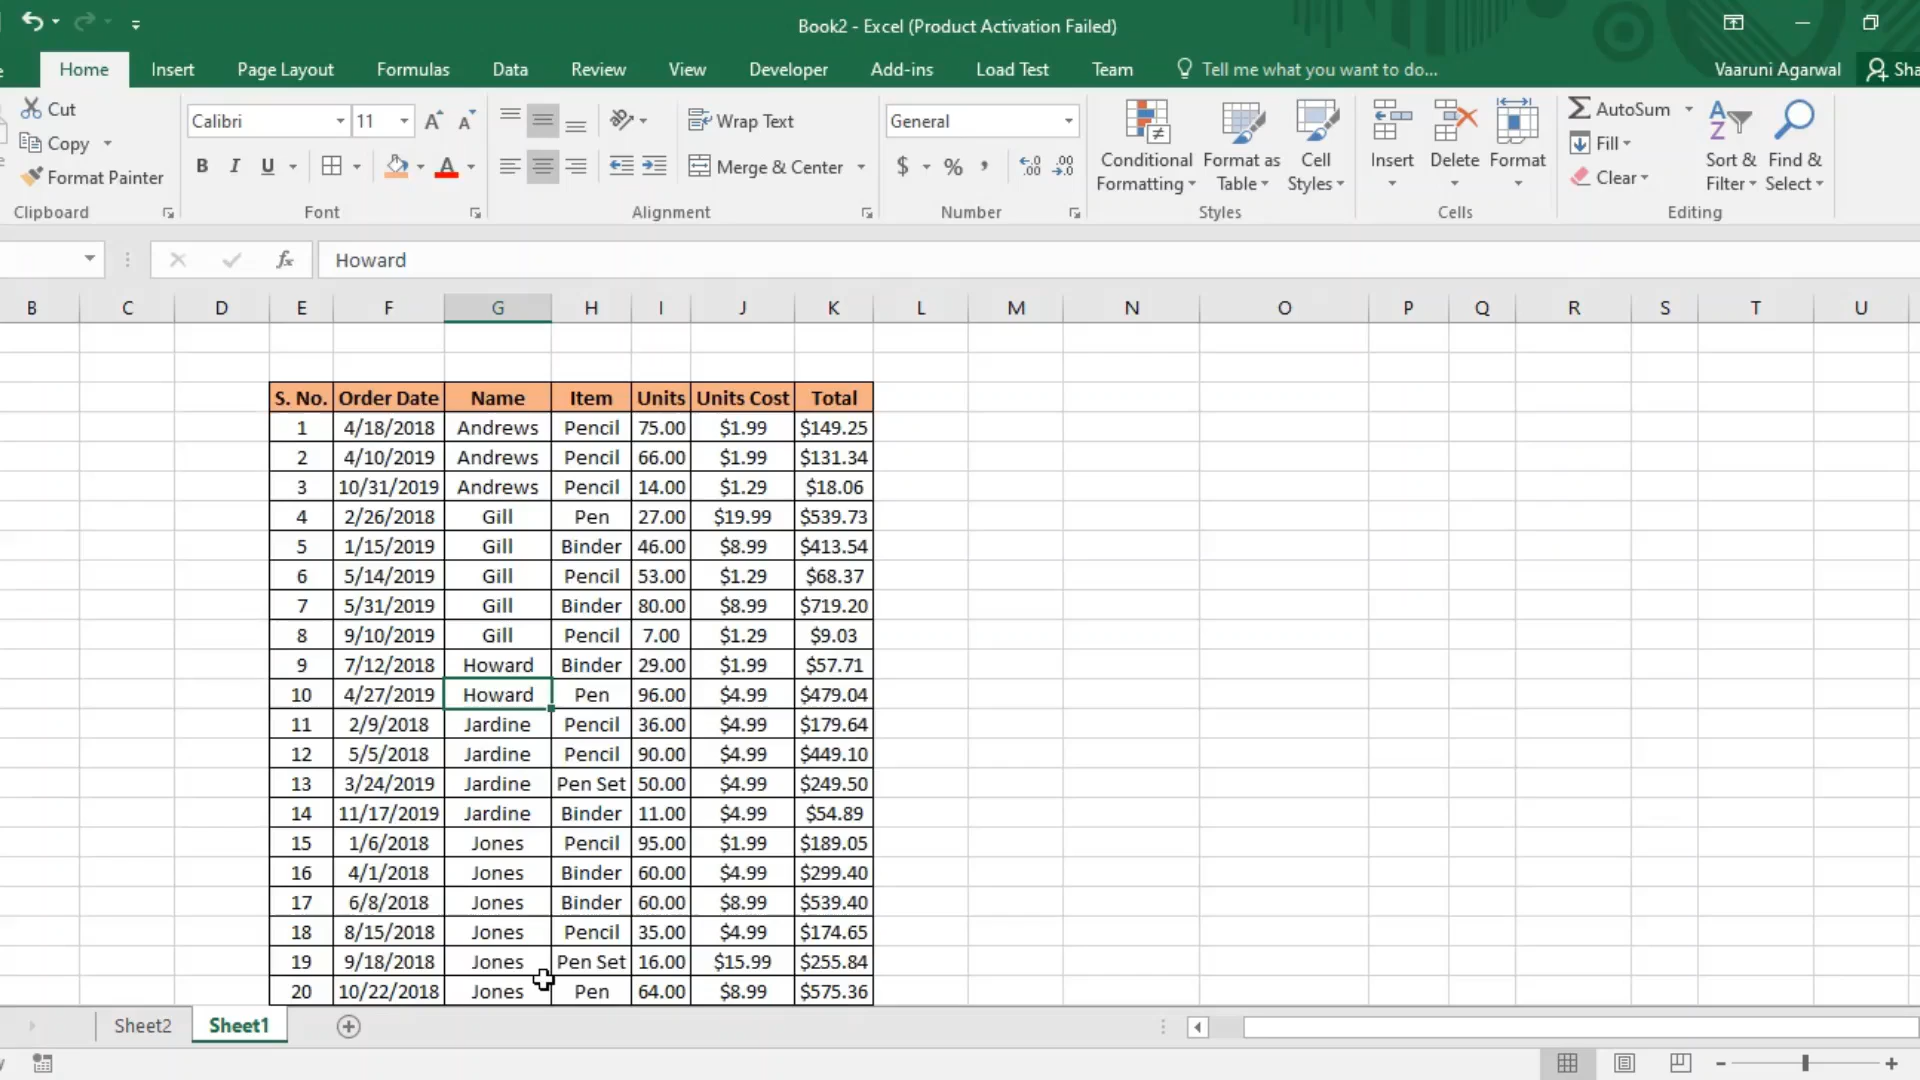 Book2 - Excel (Product Activation Failed)
Home Insert Page Layout Formulas Data Review View Developer Add-ins Load Test Team Tell me what you want to do... Vaaruni Agarwal Sha
Cut
Copy
Format Painter
Clipboard
Calibri 11
B I U A
Font
Wrap Text
Merge & Center
Alignment
General
$ % ,
Number
Conditional Formatting
Format as Table
Cell Styles
Styles
Insert Delete Format
Cells
AutoSum
Fill
Clear
Sort & Filter
Find & Select
Editing
fx Howard
B C D E F G H I J K L M N O P Q R S T U
S. No. Order Date Name Item Units Units Cost Total
1 4/18/2018 Andrews Pencil 75.00 $1.99 $149.25
2 4/10/2019 Andrews Pencil 66.00 $1.99 $131.34
3 10/31/2019 Andrews Pencil 14.00 $1.29 $18.06
4 2/26/2018 Gill Pen 27.00 $19.99 $539.73
5 1/15/2019 Gill Binder 46.00 $8.99 $413.54
6 5/14/2019 Gill Pencil 53.00 $1.29 $68.37
7 5/31/2019 Gill Binder 80.00 $8.99 $719.20
8 9/10/2019 Gill Pencil 7.00 $1.29 $9.03
9 7/12/2018 Howard Binder 29.00 $1.99 $57.71
10 4/27/2019 Howard Pen 96.00 $4.99 $479.04
11 2/9/2018 Jardine Pencil 36.00 $4.99 $179.64
12 5/5/2018 Jardine Pencil 90.00 $4.99 $449.10
13 3/24/2019 Jardine Pen Set 50.00 $4.99 $249.50
14 11/17/2019 Jardine Binder 11.00 $4.99 $54.89
15 1/6/2018 Jones Pencil 95.00 $1.99 $189.05
16 4/1/2018 Jones Binder 60.00 $4.99 $299.40
17 6/8/2018 Jones Binder 60.00 $8.99 $539.40
18 8/15/2018 Jones Pencil 35.00 $4.99 $174.65
19 9/18/2018 Jones Pen Set 16.00 $15.99 $255.84
20 10/22/2018 Jones Pen 64.00 $8.99 $575.36
Sheet2 Sheet1